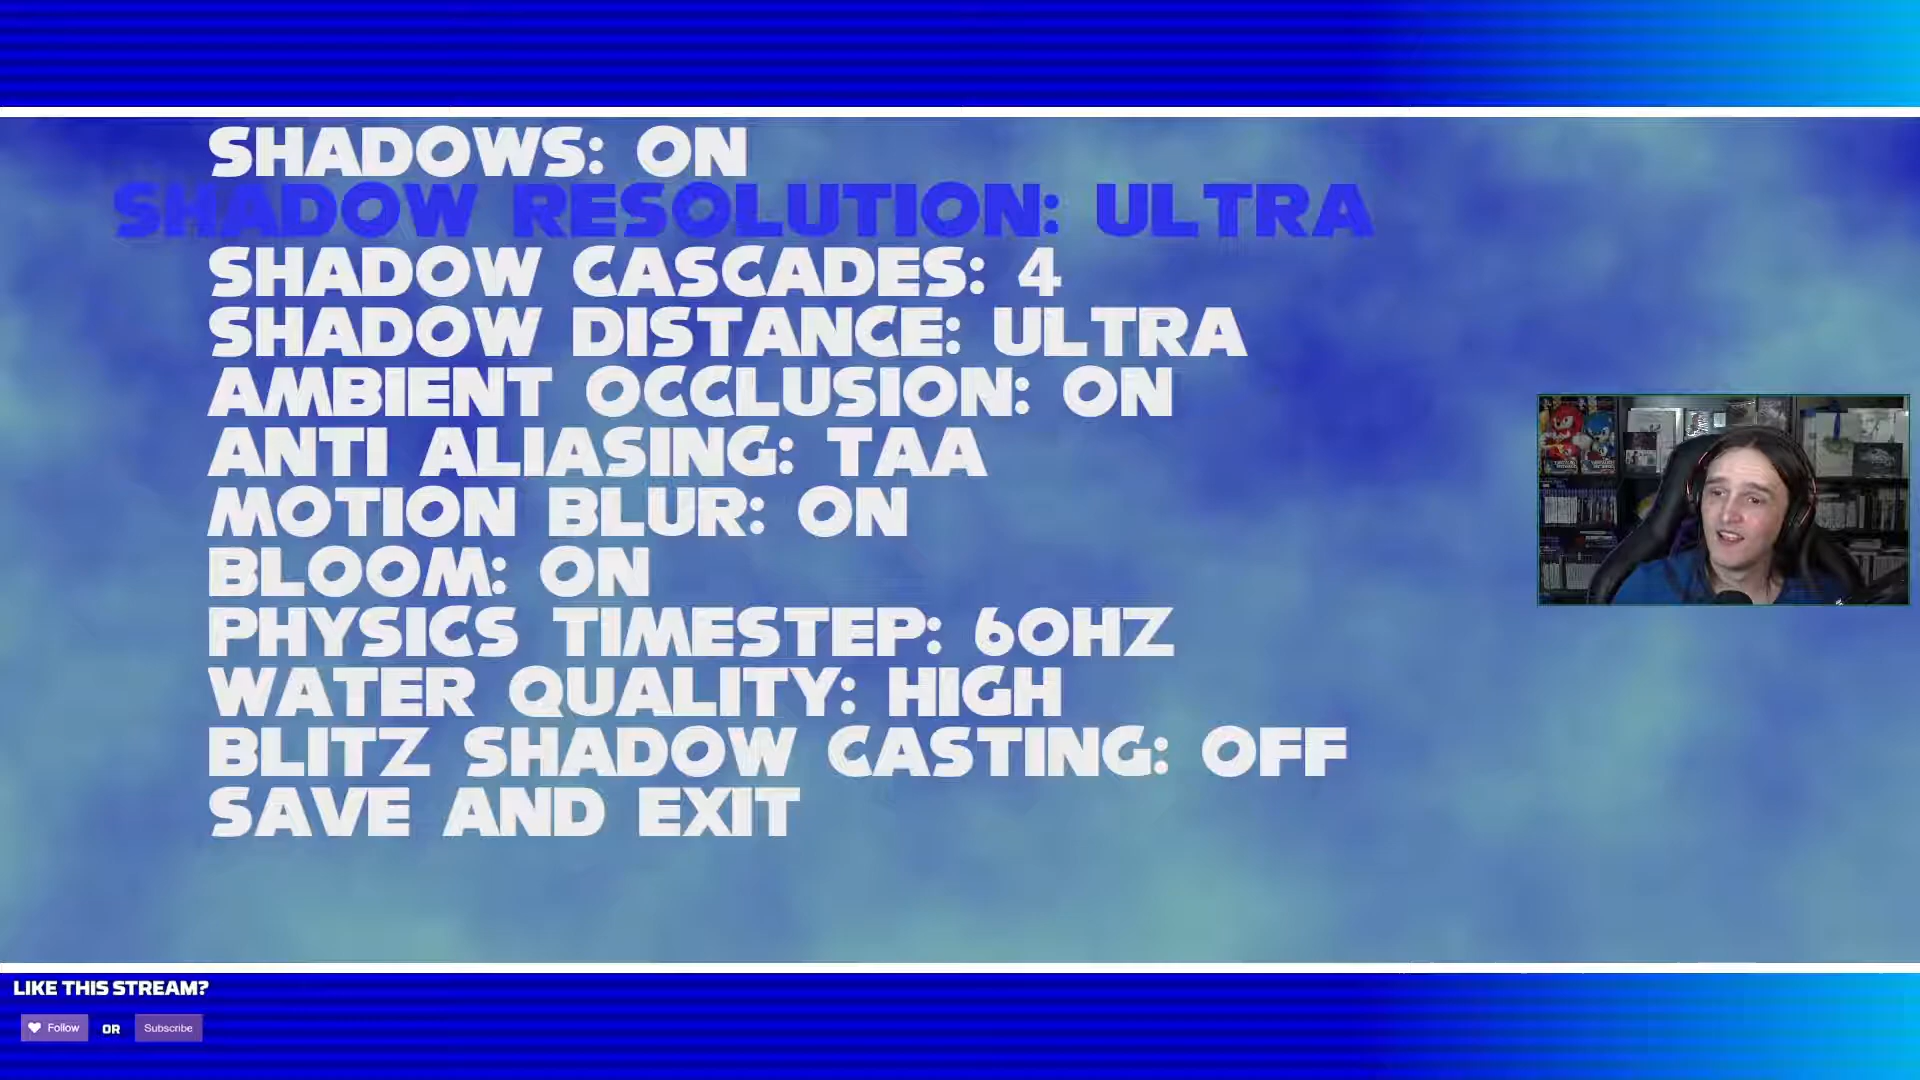 SHADOWS: ON
SHADOW RESOLUTION: ULTRA
SHADOW CASCADES: 4
SHADOW DISTANCE: ULTRA
AMBIENT OCCLUSION: ON
ANTI ALIASING: TAA
MOTION BLUR: ON
BLOOM: ON
PHYSICS TIMESTEP: 60HZ
WATER QUALITY: HIGH
BLITZ SHADOW CASTING: OFF
SAVE AND EXIT
LIKE THIS STREAM?
Follow OR Subscribe